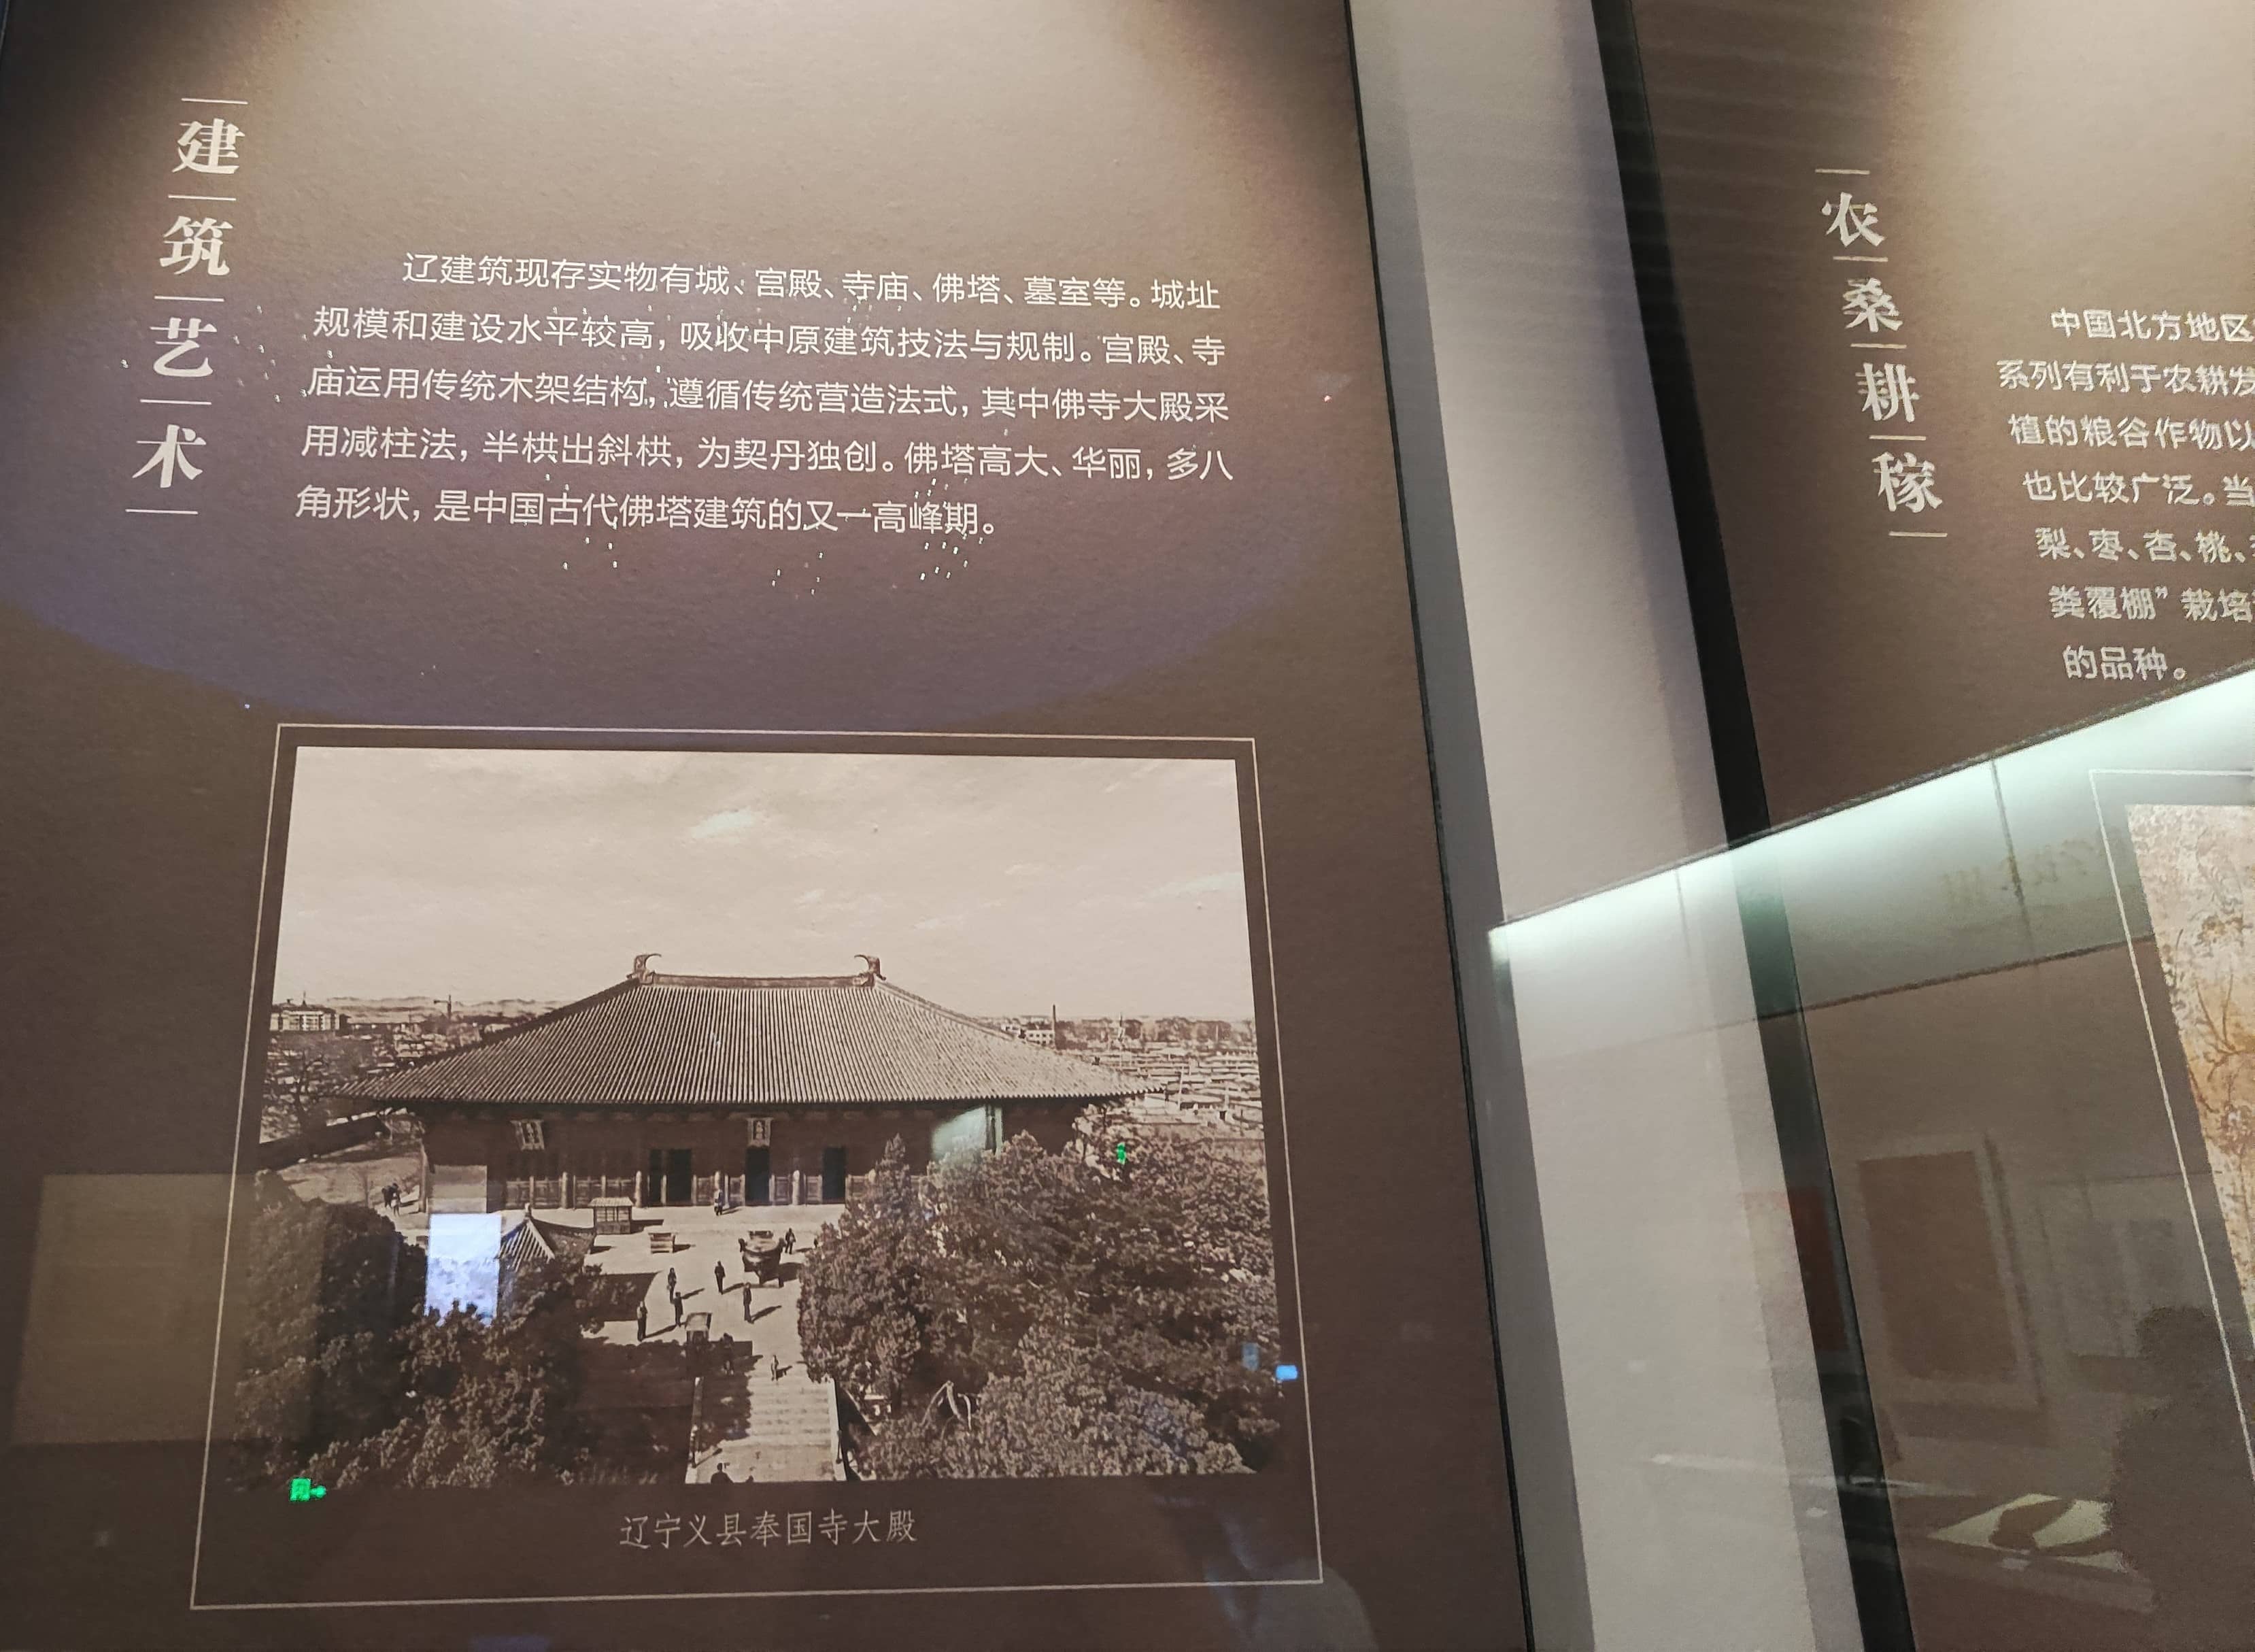 建筑艺术
辽建筑现存实物有城、宫殿、寺庙、佛塔、墓室等。城址
规模和建设水平较高，吸收中原建筑技法与规制。宫殿、寺
庙运用传统木架结构，遵循传统营造法式，其中佛寺大殿采
用减柱法，半栱出斜栱，为契丹独创。佛塔高大、华丽，多八
角形状，是中国古代佛塔建筑的又一高峰期。
辽宁义县奉国寺大殿
农桑耕稼
中国北方地区
系列有利于农耕发
植的粮谷作物以
也比较广泛。当
梨、枣、杏、桃、
粪覆棚”栽培
的品种。